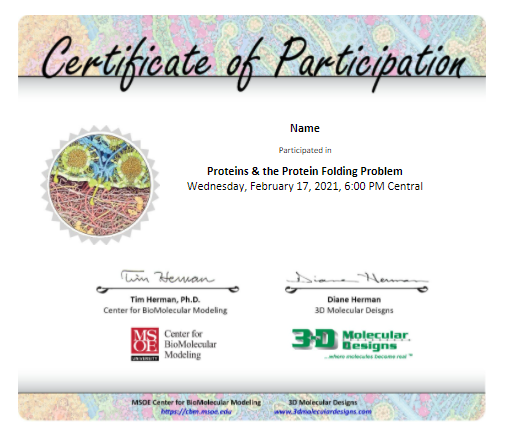 Certificate of Participation
Name
Participated in
Proteins & the Protein Folding Problem
Wednesday, February 17, 2021, 6:00 PM Central
Tim Herman
Diane Herman
Tim Herman, Ph.D.
Center for BioMolecular Modeling
Diane Herman
3D Molecular Deisgns
MSOE
UNIVERSITY
Center for
BioMolecular
Modeling
3D Molecular
Designs
...where molecules become real™
MSOE Center for BioMolecular Modeling
https://cbm.msoe.edu
3D Molecular Designs
www.3dmoleculardesigns.com